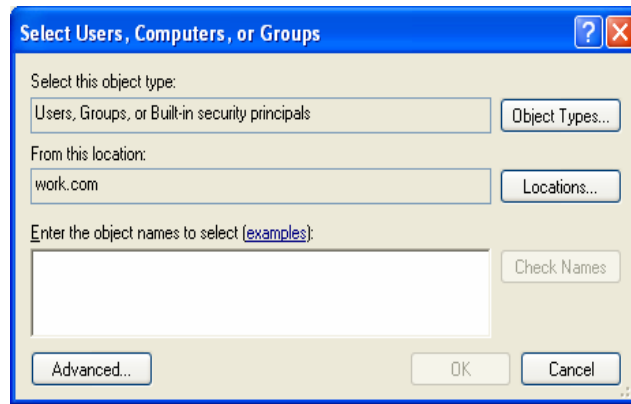 Select Users, Computers, or Groups
Select this object type:
Users, Groups, or Built-in security principals
Object Types...
From this location:
work.com
Locations...
Enter the object names to select (examples):
Check Names
Advanced...
OK
Cancel